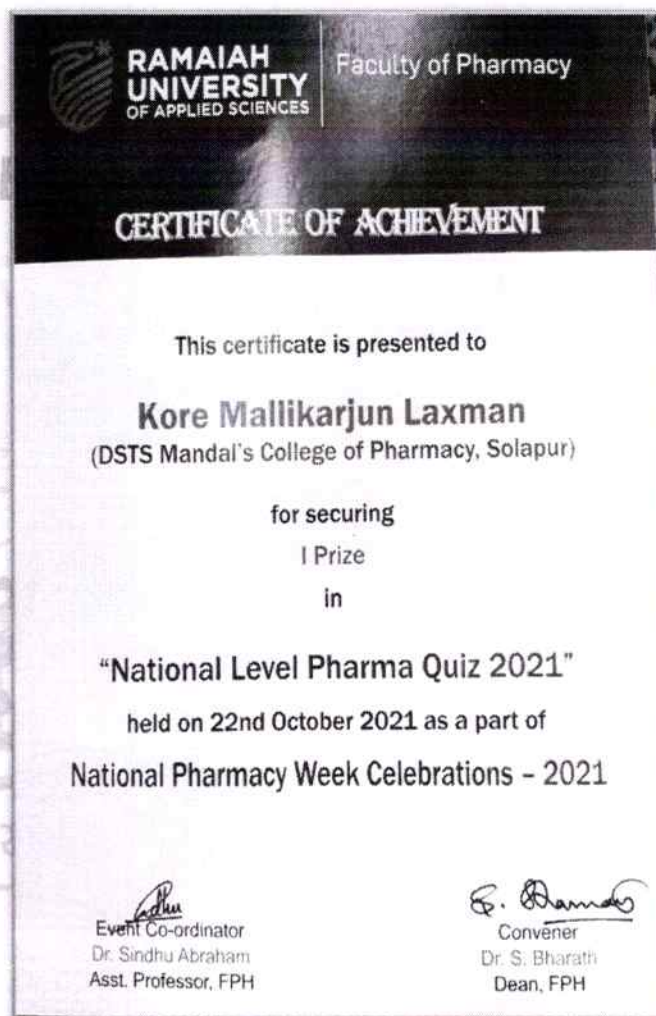 RAMAIAH
UNIVERSITY
OF APPLIED SCIENCES
Faculty of Pharmacy
CERTIFICATE OF ACHIEVEMENT
This certificate is presented to
Kore Mallikarjun Laxman
(DSTS Mandal's College of Pharmacy, Solapur)
for securing
I Prize
in
“National Level Pharma Quiz 2021”
held on 22nd October 2021 as a part of
National Pharmacy Week Celebrations – 2021
Event Co-ordinator
Dr. Sindhu Abraham
Asst. Professor, FPH
Convener
Dr. S. Bharath
Dean, FPH